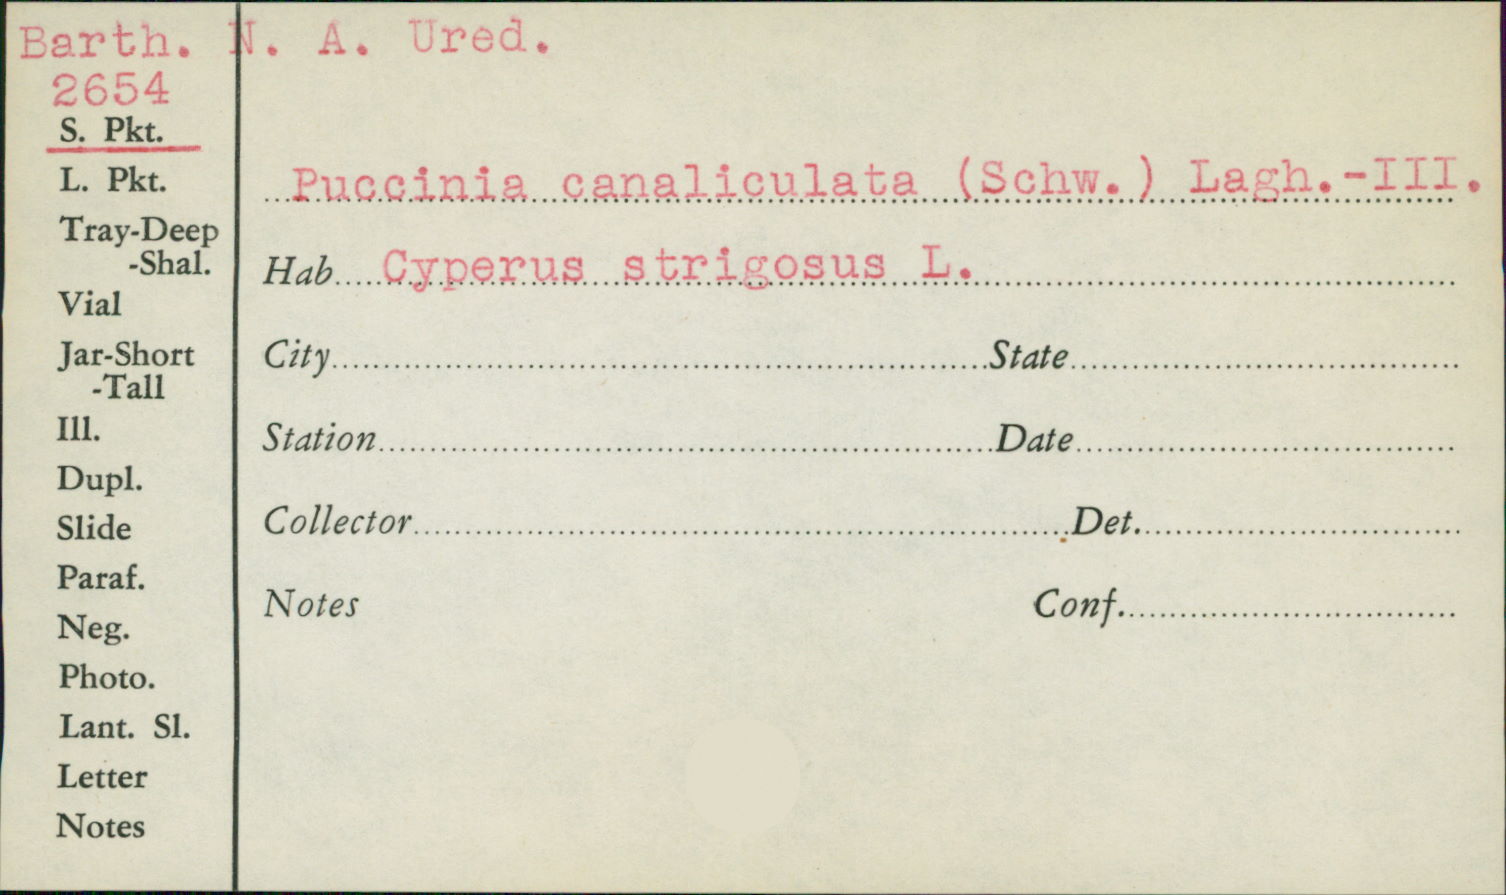 Barth. N. A. Ured.
2654
S. Pkt.
L. Pkt.
Tray-Deep
-Shal.
Vial
Jar-Short
-Tall
Ill.
Dupl.
Slide
Paraf.
Neg.
Photo.
Lant. Sl.
Letter
Notes
Puccinia canaliculata (Schw.) Lagh.-III.
Hab Cyperus strigosus L.
City State
Station Date
Collector Det.
Notes Conf.